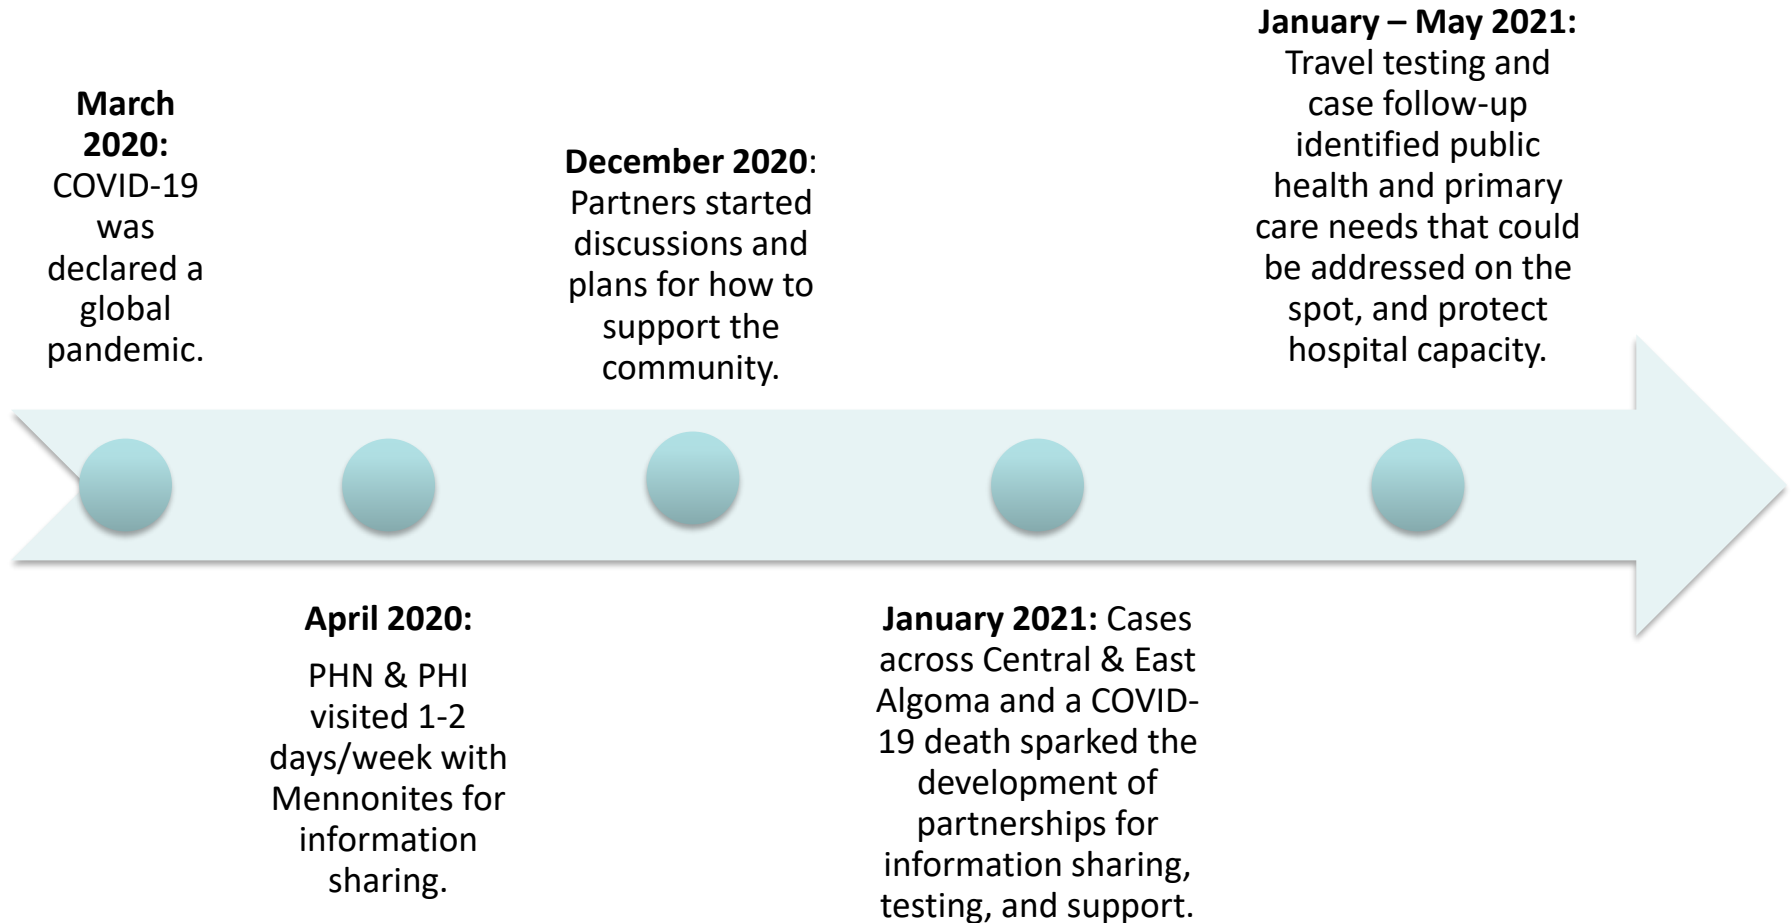 March
2020:
COVID-19
was
declared a
global
pandemic.
April 2020:
PHN & PHI
visited 1-2
days/week with
Mennonites for
information
sharing.
December 2020:
Partners started
discussions and
plans for how to
support the
community.
January 2021: Cases
across Central & East
Algoma and a COVID-
19 death sparked the
development of
partnerships for
information sharing,
testing, and support.
January – May 2021:
Travel testing and
case follow-up
identified public
health and primary
care needs that could
be addressed on the
spot, and protect
hospital capacity.